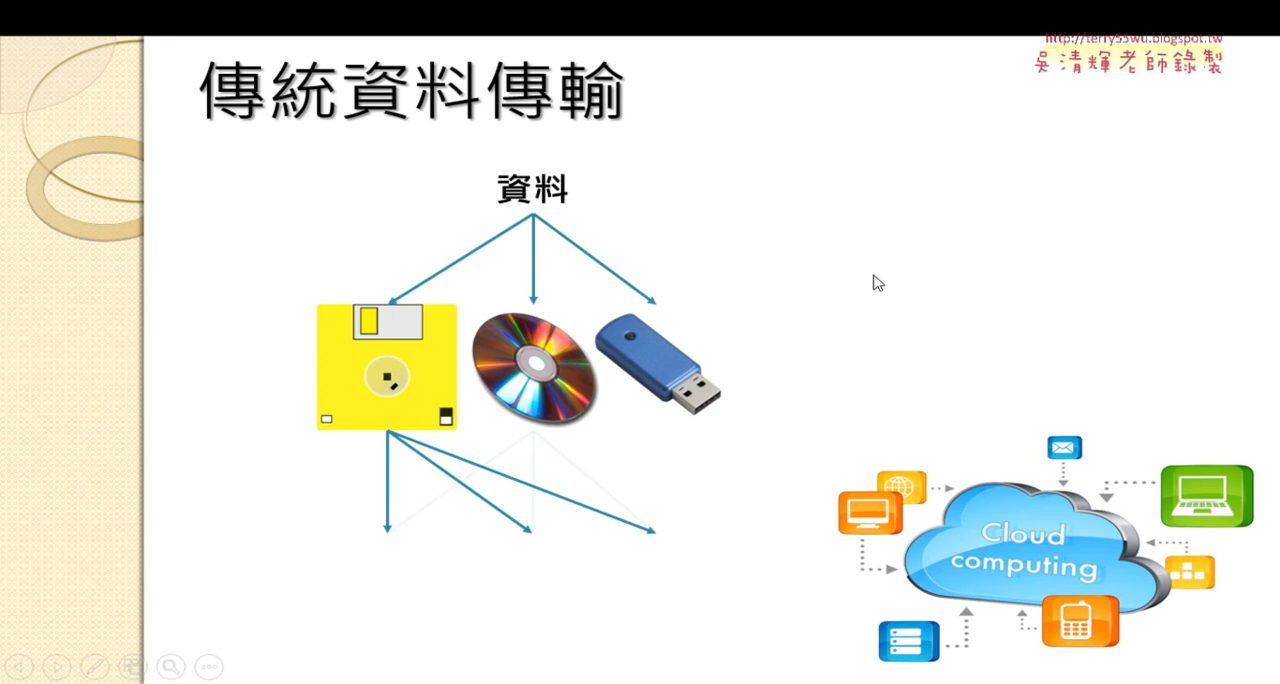 http://terry55wu.blogspot.tw
吳清輝老師錄製
傳統資料傳輸
資料
Cloud
computing